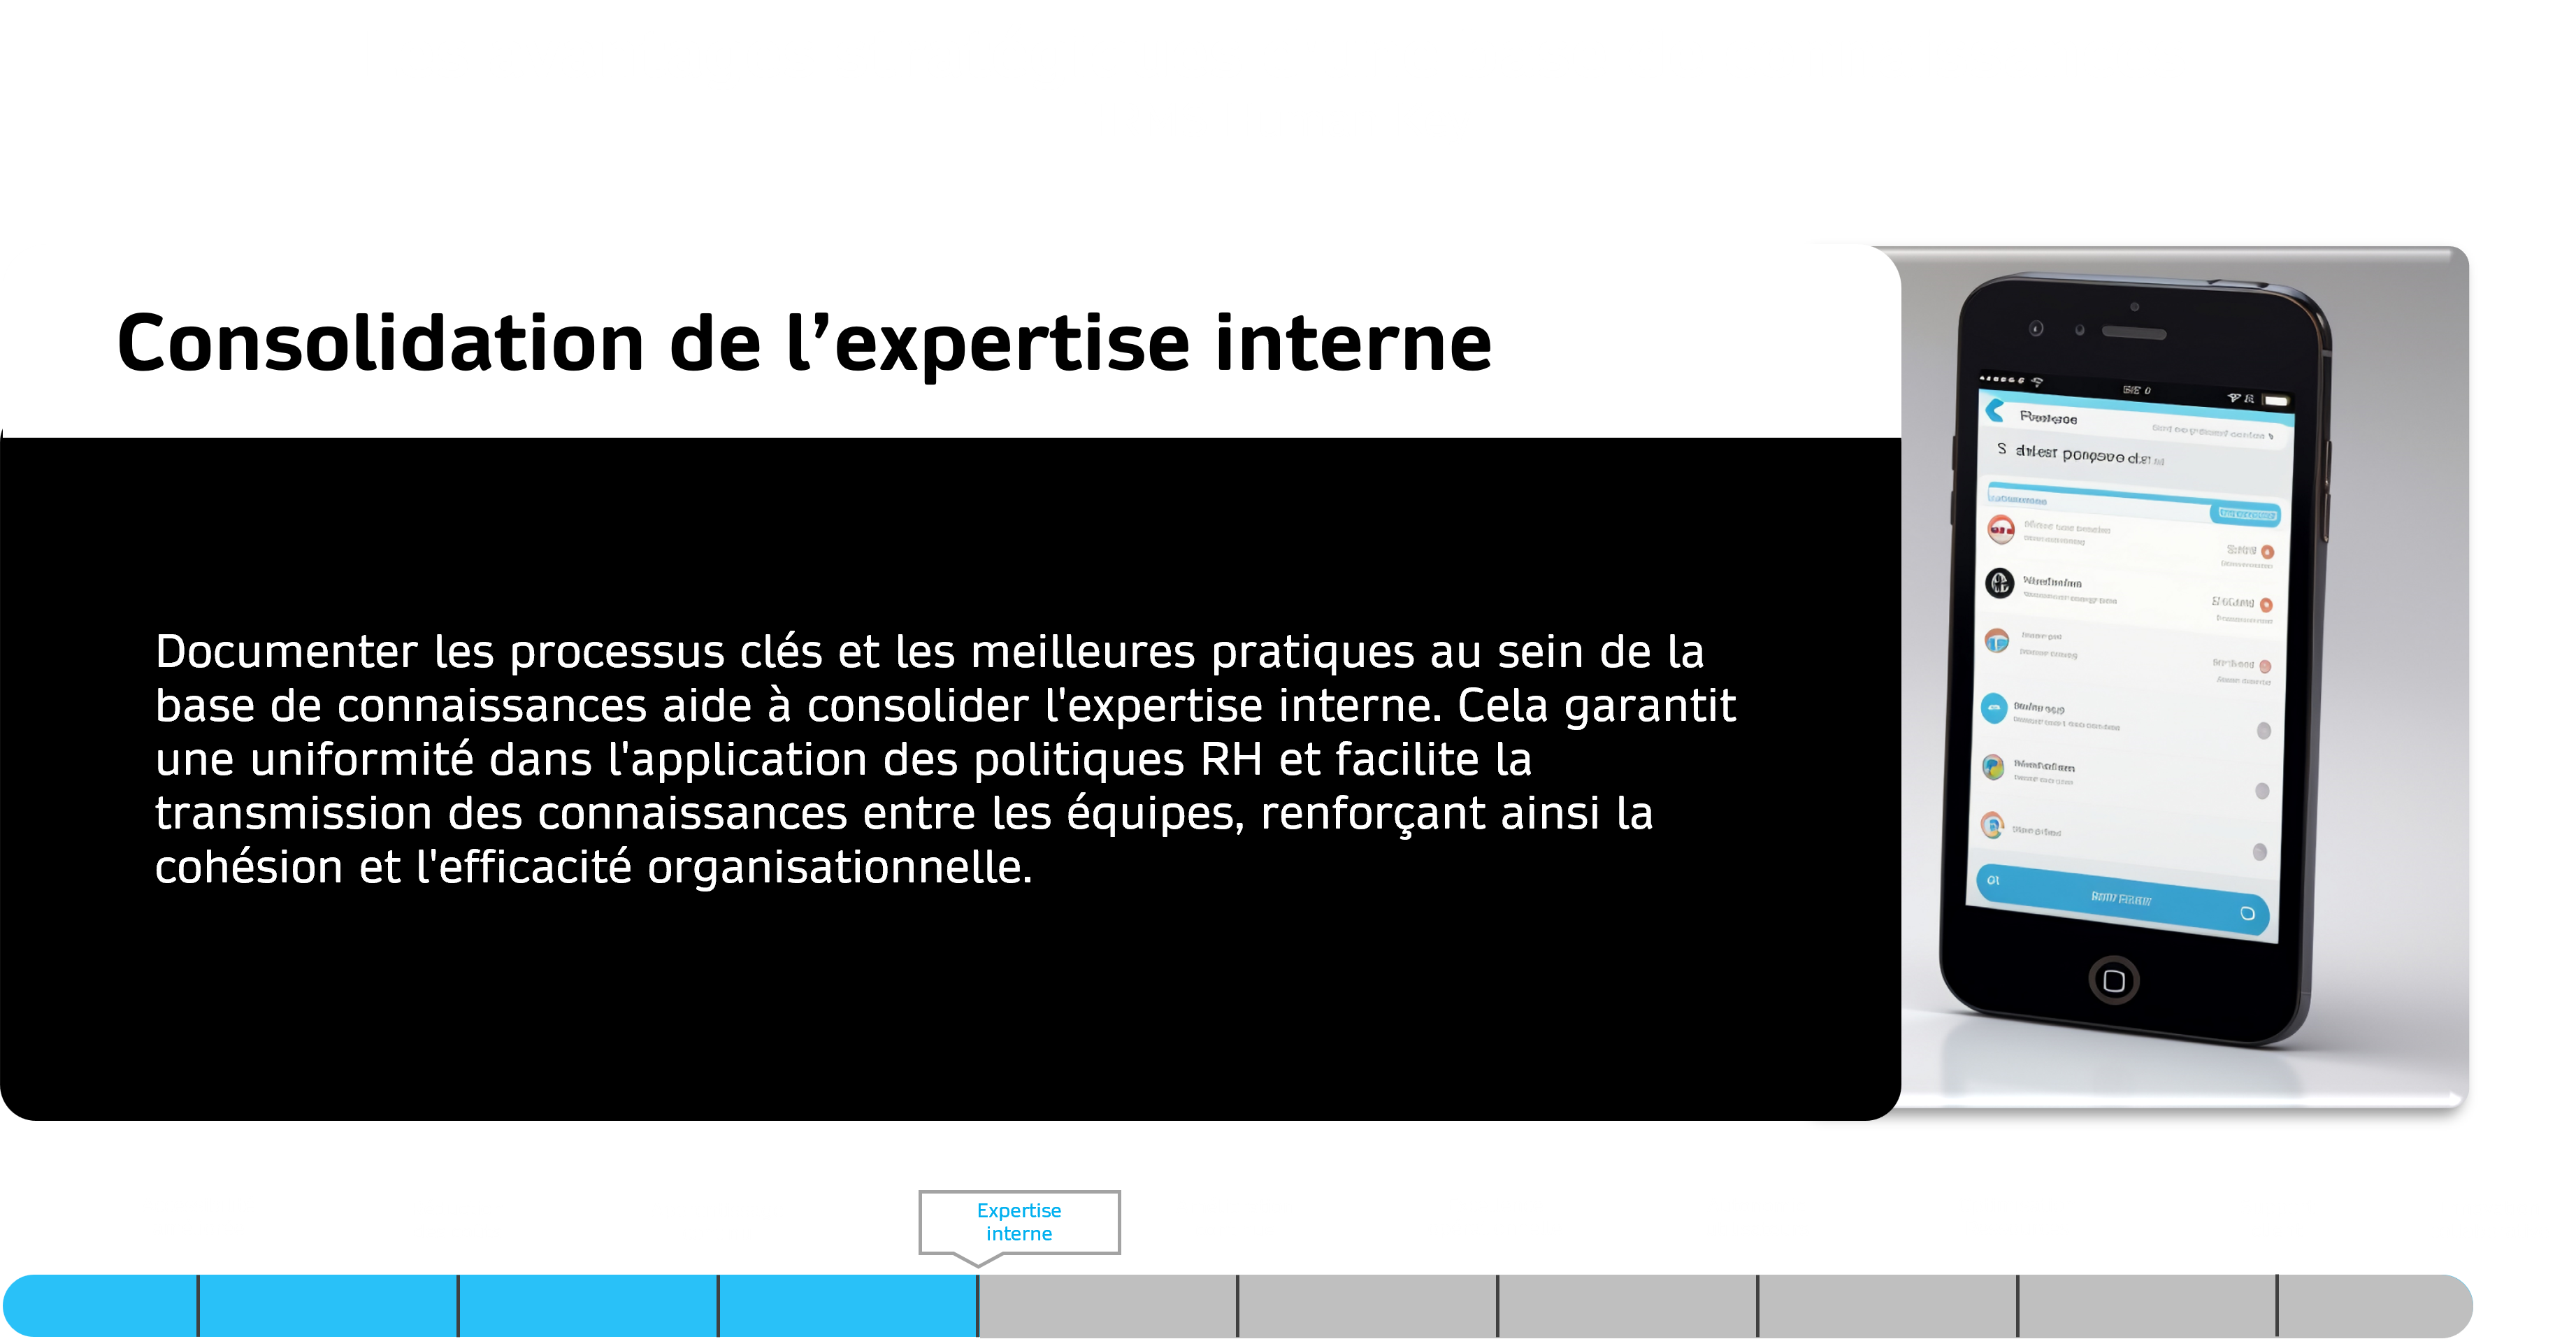 Consolidation de l’expertise interne
Documenter les processus clés et les meilleures pratiques au sein de la
base de connaissances aide à consolider l'expertise interne. Cela garantit
une uniformité dans l'application des politiques RH et facilite la
transmission des connaissances entre les équipes, renforçant ainsi la
cohésion et l'efficacité organisationnelle.
Expertise
interne